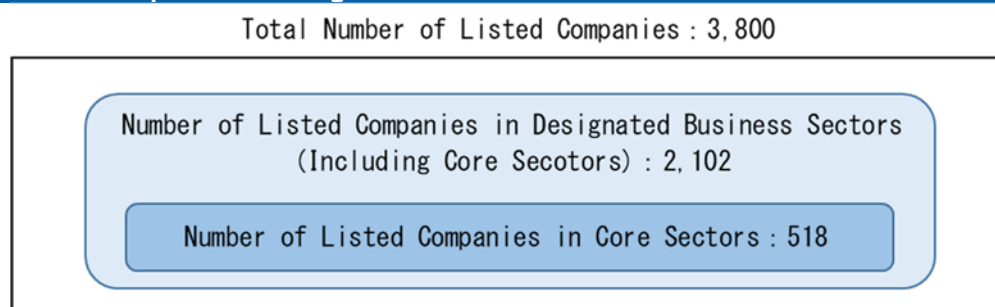 Total Number of Listed Companies：3,800
Number of Listed Companies in Designated Business Sectors
(Including Core Secotors)：2,102
Number of Listed Companies in Core Sectors：518